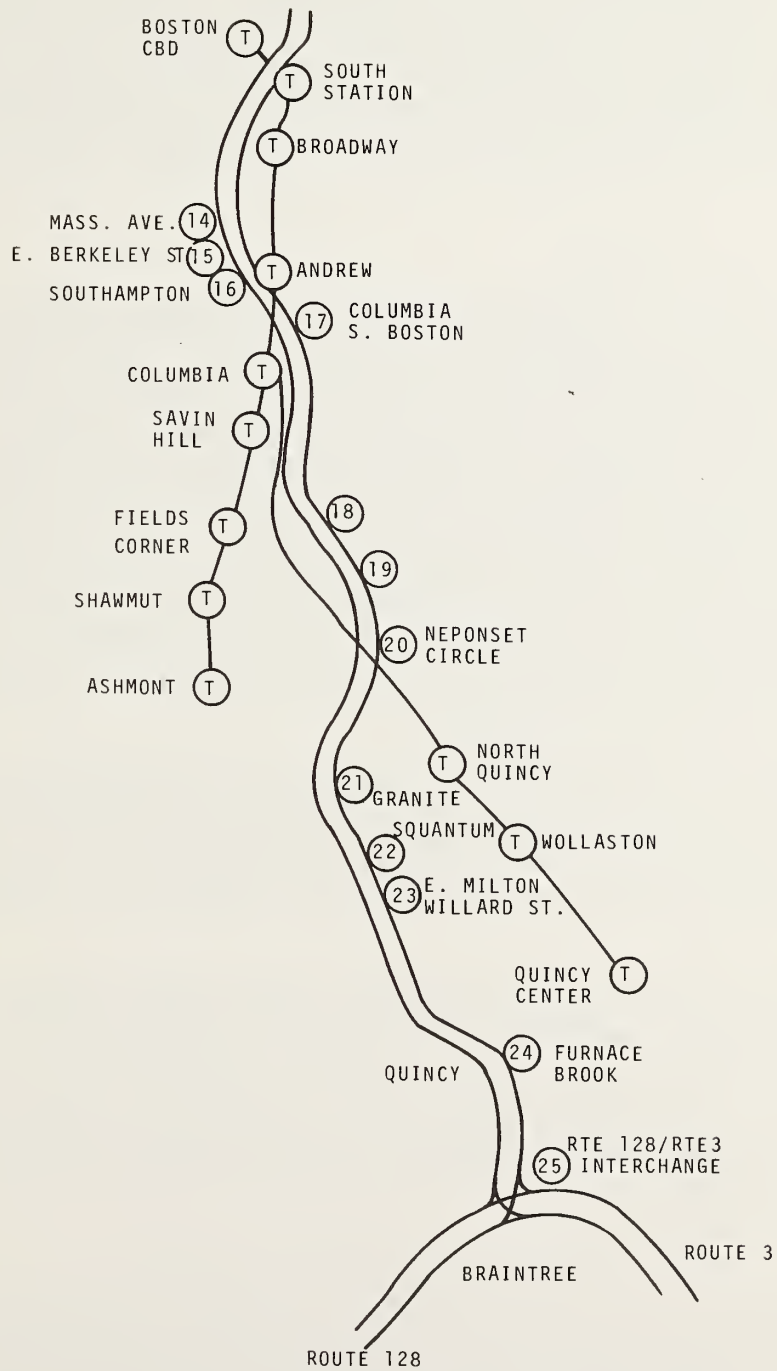 BOSTON
CBD
T
T
SOUTH
STATION
T
BROADWAY
MASS. AVE.
14
E. BERKELEY ST
15
SOUTHAMPTON
16
T
ANDREW
17
COLUMBIA
S. BOSTON
COLUMBIA
T
SAVIN
HILL
T
FIELDS
CORNER
T
18
19
SHAWMUT
T
20
NEPONSET
CIRCLE
ASHMONT
T
T
NORTH
QUINCY
21
GRANITE
SQUANTUM
T
WOLLASTON
22
23
E. MILTON
WILLARD ST.
QUINCY
CENTER
T
24
FURNACE
BROOK
QUINCY
25
RTE 128/RTE3
INTERCHANGE
ROUTE 3
BRAINTREE
ROUTE 128